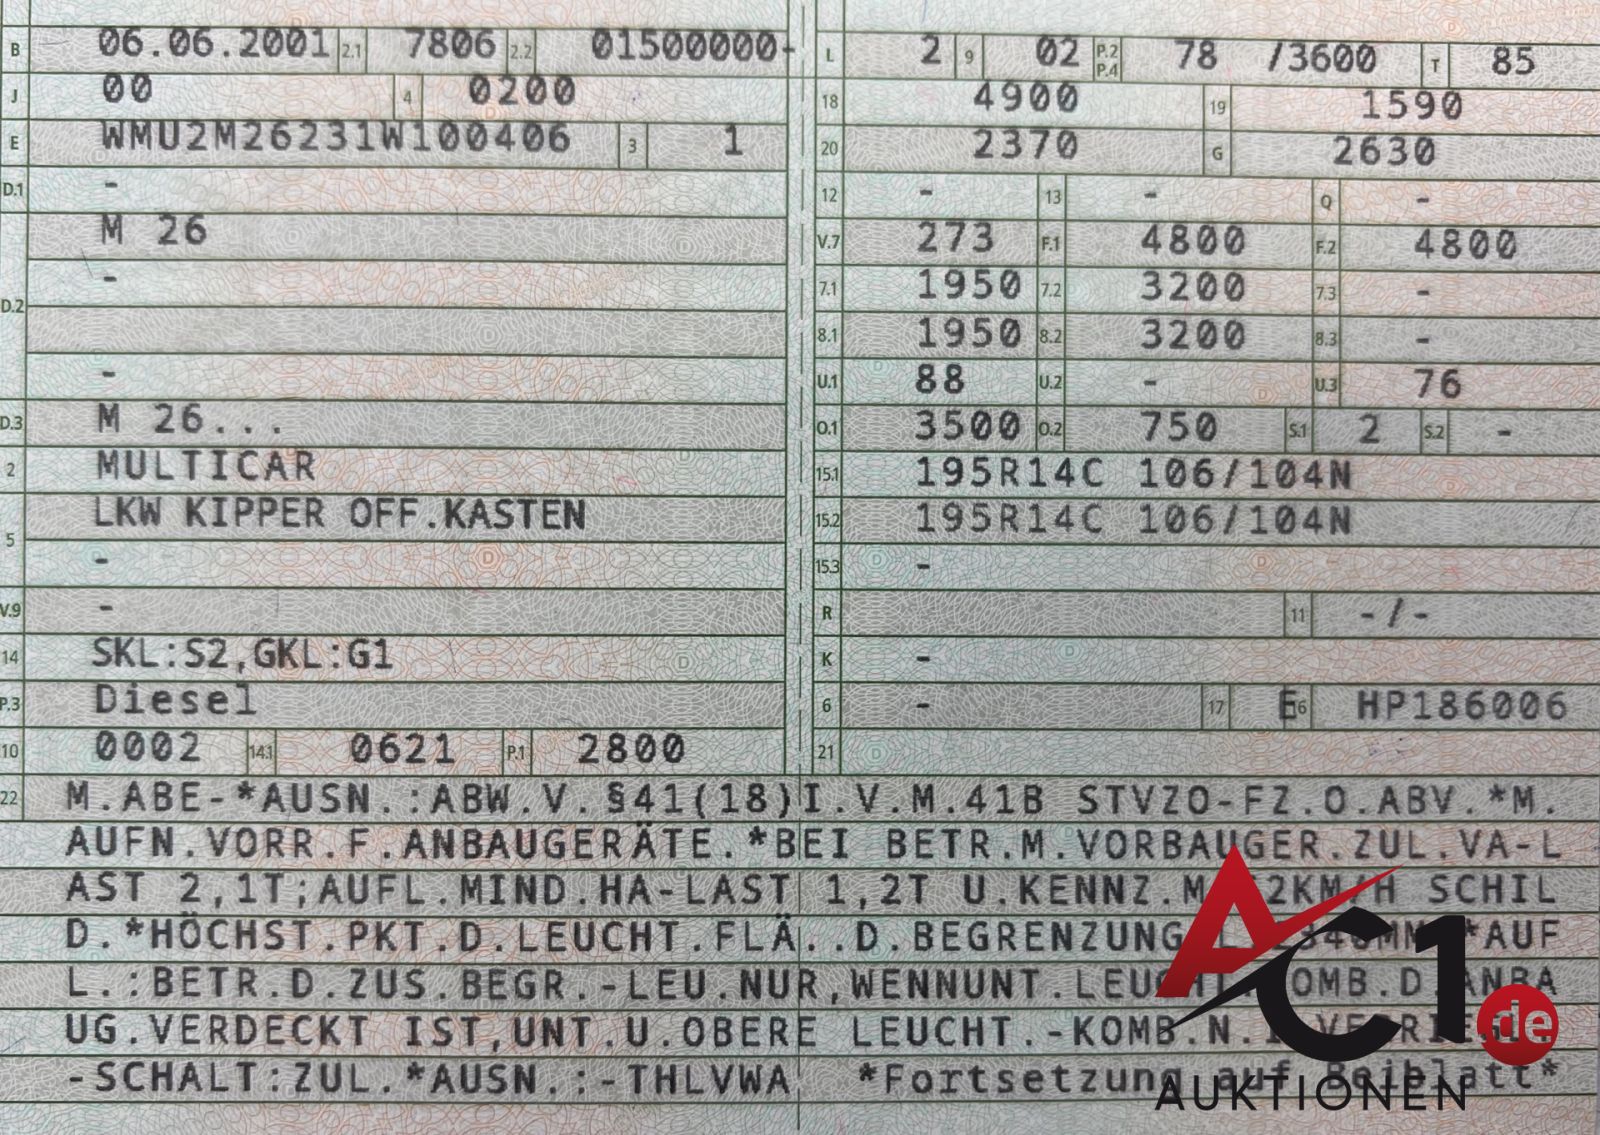 B 06.06.2001 2.1 7806 2.2 01500000-
J 00 4 0200
E WMU2M26231W100406 3 1
D.1 -
M 26
D.2 -
-
D.3 M 26...
2 MULTICAR
5 LKW KIPPER OFF.KASTEN
-
V.9 -
14 SKL:S2,GKL:G1
P.3 Diesel
10 0002 14.1 0621 P.1 2800
L 2 9 02 P.2 P.4 78 /3600 T 85
18 4900 19 1590
20 2370 G 2630
12 - 13 - Q -
V.7 273 F.1 4800 F.2 4800
7.1 1950 7.2 3200 7.3 -
8.1 1950 8.2 3200 8.3 -
U.1 88 U.2 - U.3 76
O.1 3500 O.2 750 S.1 2 S.2 -
15.1 195R14C 106/104N
15.2 195R14C 106/104N
15.3 -
R 11 -/-
K -
6 - 17 E 16 HP186006
21
22 M.ABE-*AUSN.:ABW.V.§41(18)I.V.M.41B STVZO-FZ.O.ABV.*M.
AUFN.VORR.F.ANBAUGERÄTE.*BEI BETR.M.VORBAUGER.ZUL.VA-L
AST 2,1T;AUFL.MIND.HA-LAST 1,2T U.KENNZ.M. 62KM/H SCHIL
D.*HÖCHST.PKT.D.LEUCHT.FLÄ..D.BEGRENZUNG *AUF
L.:BETR.D.ZUS.BEGR.-LEU.NUR,WENNUNT.LEUCHT.KOMB.D.ANBA
UG.VERDECKT IST,UNT.U.OBERE LEUCHT.-KOMB.N.
-SCHALT:ZUL.*AUSN.:-THLVWA *Fortsetzung auf Beiblatt*
AC1.de
AUKTIONEN